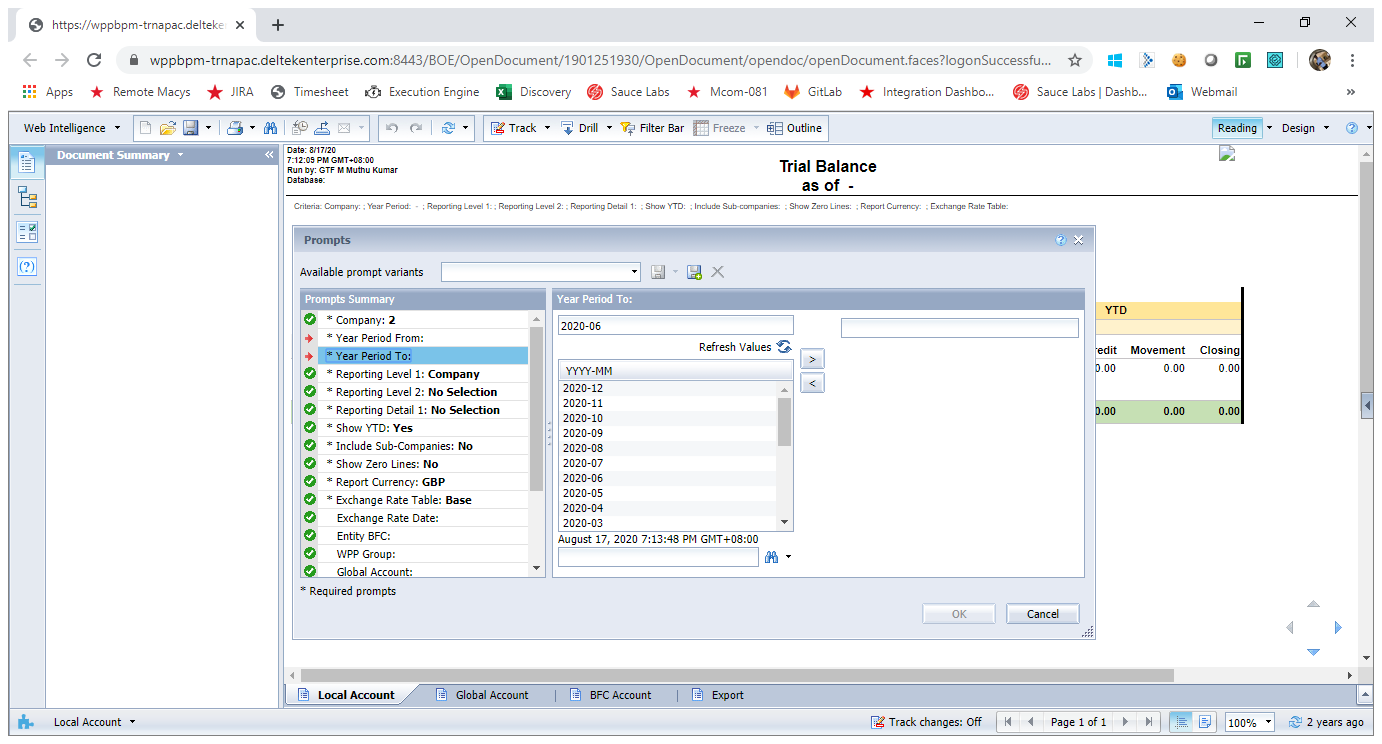 https://wppbpm-trnapac.delteke
wppbpm-trnapac.deltekenterprise.com:8443/BOE/OpenDocument/1901251930/OpenDocument/opendoc/openDocument.faces?logonSuccessfu...
Apps Remote Macys JIRA Timesheet Execution Engine Discovery Sauce Labs Mcom-081 GitLab Integration Dashbo... Sauce Labs | Dashb... Webmail »
Web Intelligence Track Drill Filter Bar Freeze Outline Reading Design
Document Summary
Date: 8/17/20
7:12:09 PM GMT+08:00
Run by: GTF M Muthu Kumar
Database:
Trial Balance
as of -
Criteria: Company: ; Year Period: - ; Reporting Level 1: ; Reporting Level 2: ; Reporting Detail 1: ; Show YTD: ; Include Sub-companies: ; Show Zero Lines: ; Report Currency: ; Exchange Rate Table:
Prompts
Available prompt variants
Prompts Summary
* Company: 2
* Year Period From:
* Year Period To:
* Reporting Level 1: Company
* Reporting Level 2: No Selection
* Reporting Detail 1: No Selection
* Show YTD: Yes
* Include Sub-Companies: No
* Show Zero Lines: No
* Report Currency: GBP
* Exchange Rate Table: Base
Exchange Rate Date:
Entity BFC:
WPP Group:
Global Account:
* Required prompts
Year Period To:
2020-06
Refresh Values
>
<
YYYY-MM
2020-12
2020-11
2020-10
2020-09
2020-08
2020-07
2020-06
2020-05
2020-04
2020-03
August 17, 2020 7:13:48 PM GMT+08:00
OK Cancel
YTD
redit Movement Closing
0.00 0.00 0.00
0.00 0.00 0.00
Local Account Global Account BFC Account Export
Local Account Track changes: Off Page 1 of 1 100% 2 years ago